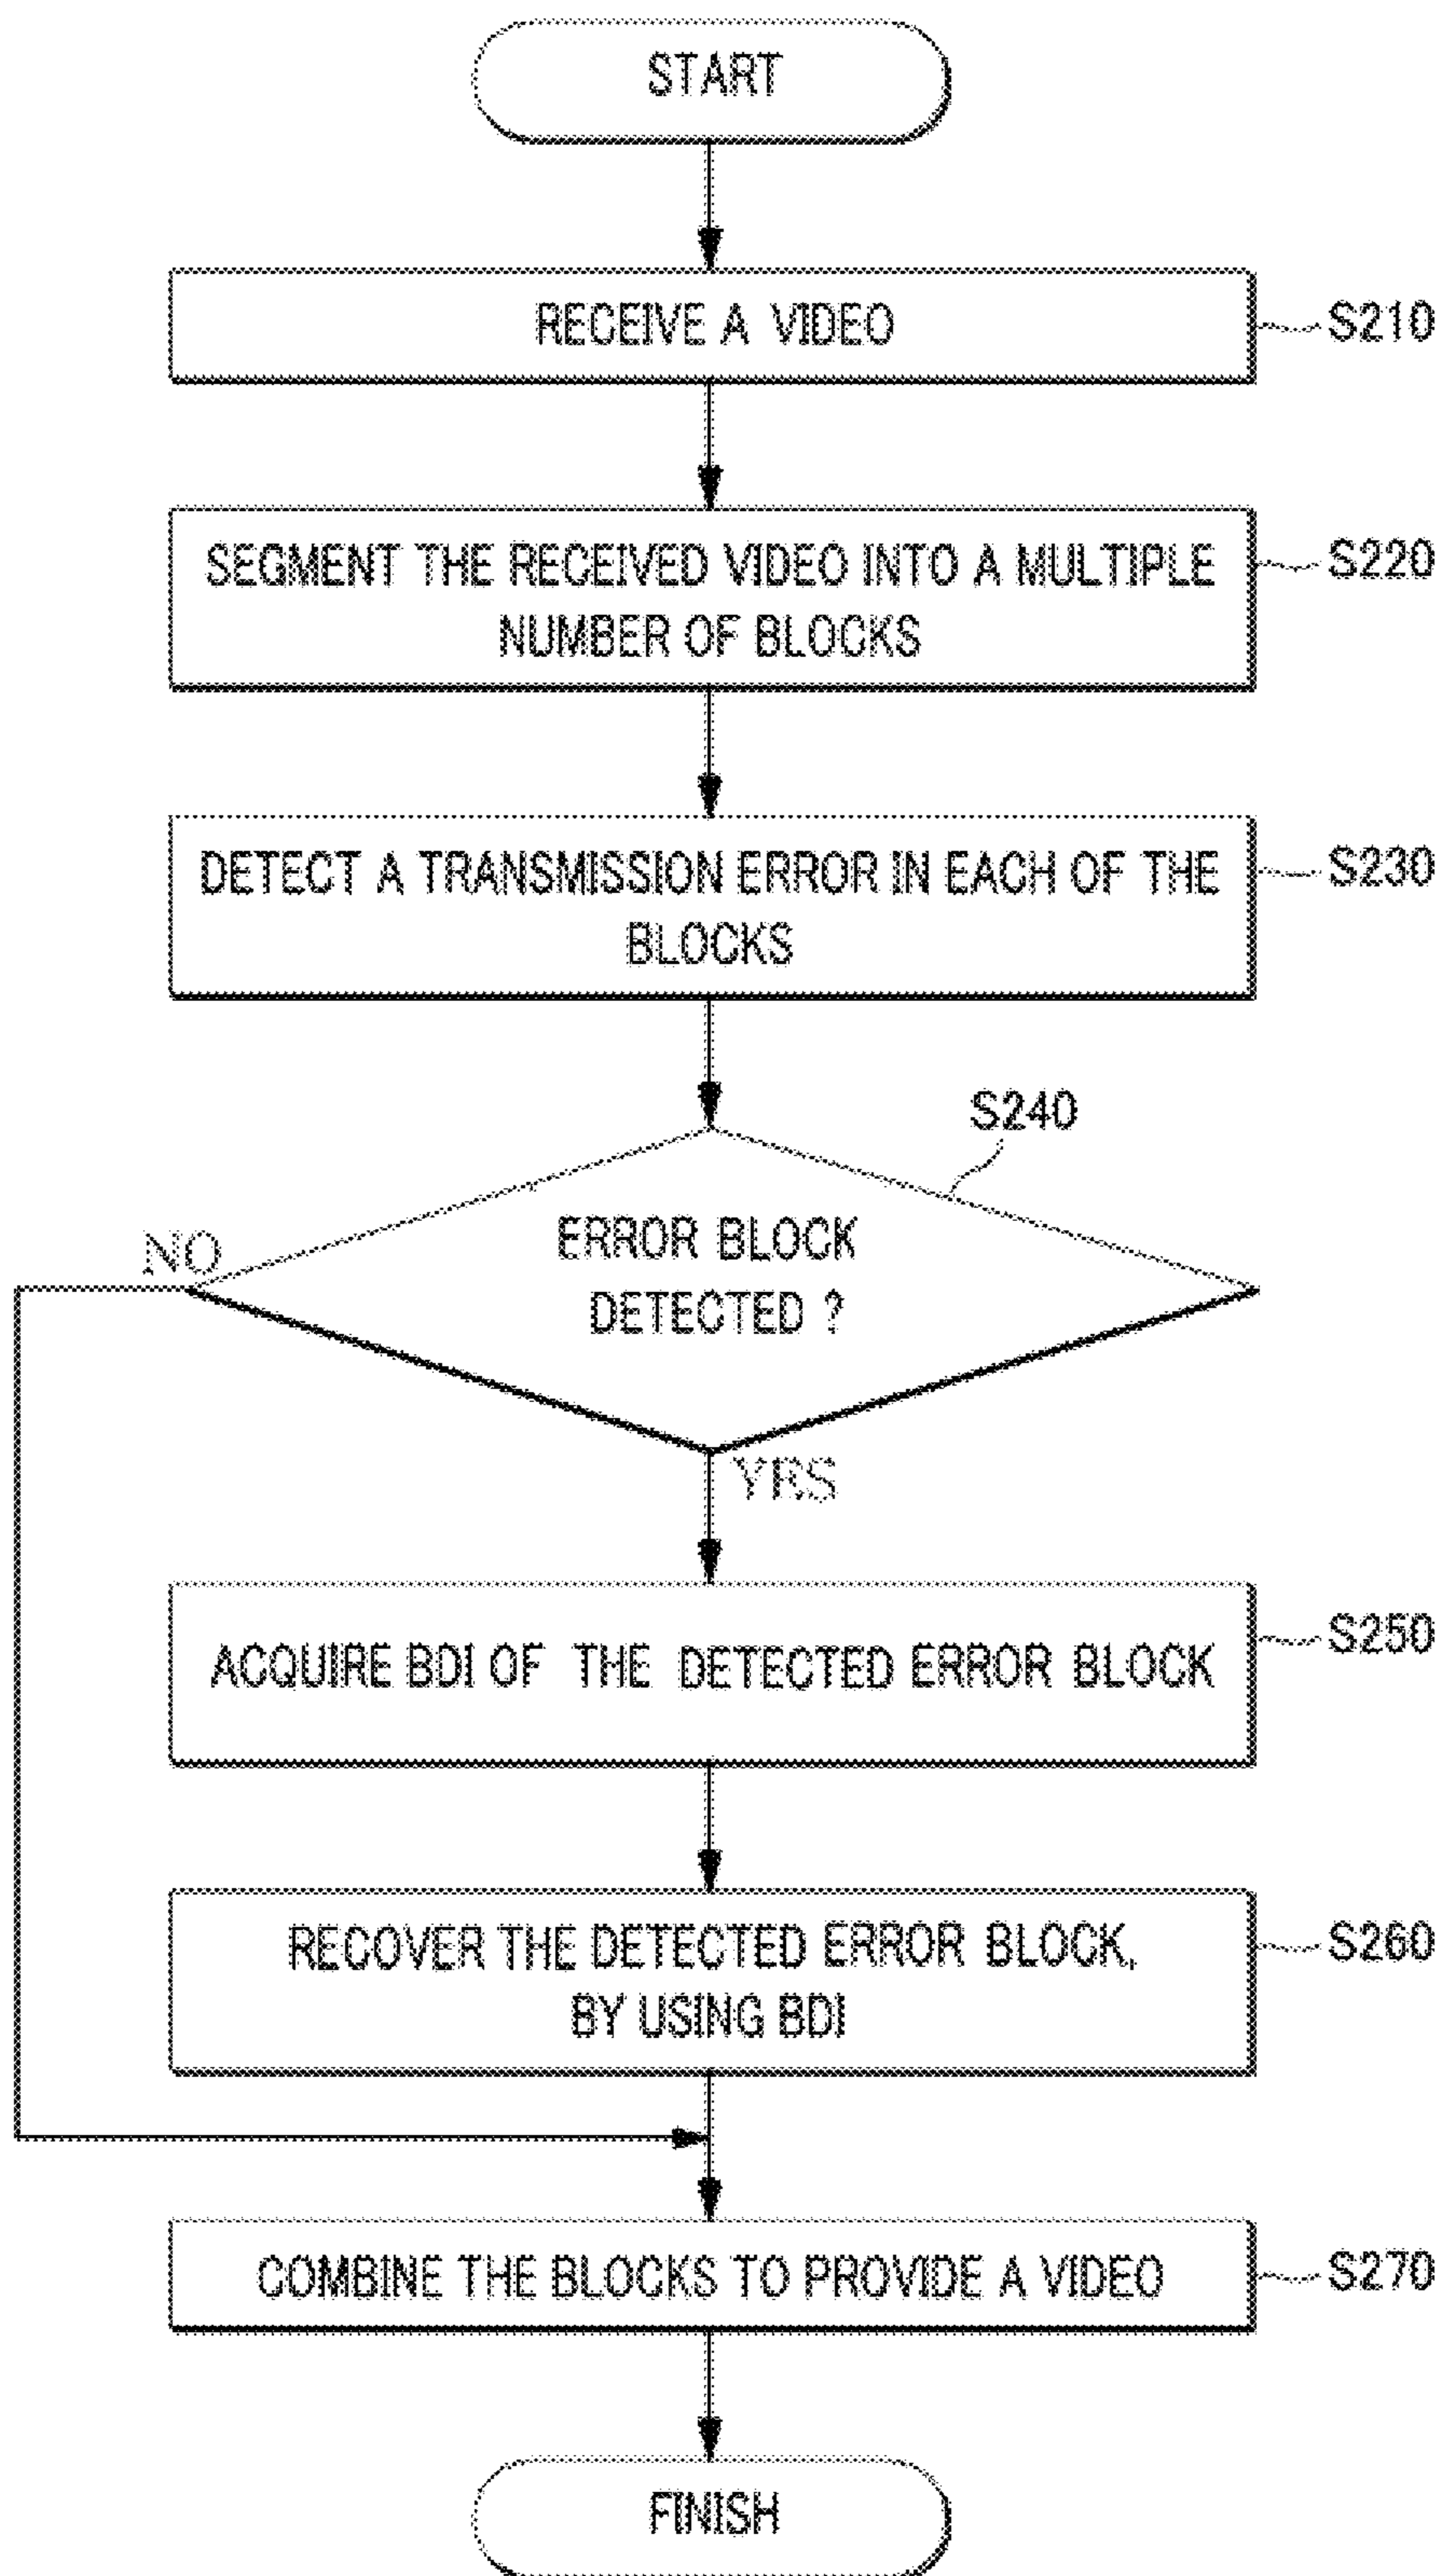 START
RECEIVE A VIDEO
S210
SEGMENT THE RECEIVED VIDEO INTO A MULTIPLE
NUMBER OF BLOCKS
S220
DETECT A TRANSMISSION ERROR IN EACH OF THE
BLOCKS
S230
S240
ERROR BLOCK
DETECTED ?
NO
YES
ACQUIRE BDI OF THE DETECTED ERROR BLOCK
S250
RECOVER THE DETECTED ERROR BLOCK,
BY USING BDI
S260
COMBINE THE BLOCKS TO PROVIDE A VIDEO
S270
FINISH